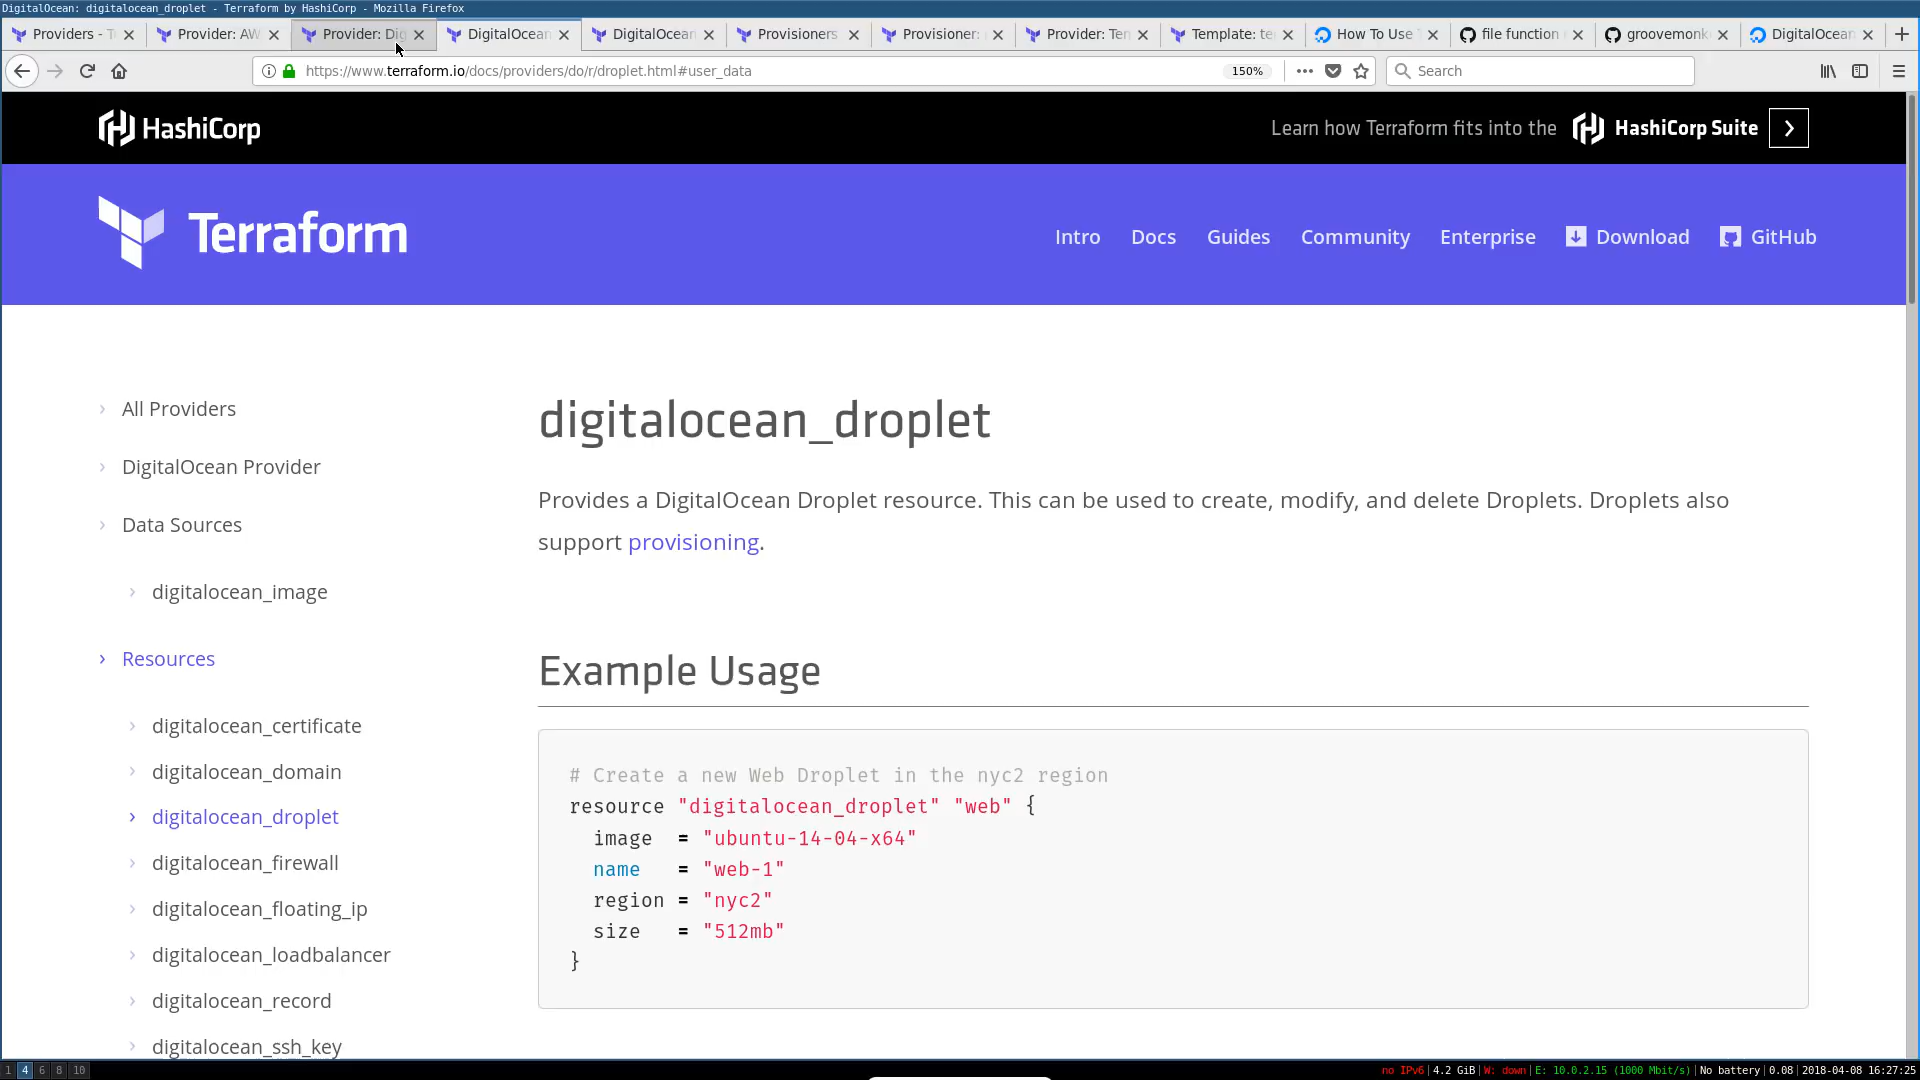 DigitalOcean: digitalocean_droplet - Terraform by HashiCorp - Mozilla Firefox
Providers - T
Provider: AW
Provider: Dig
DigitalOcean
DigitalOcean
Provisioners
Provisioner:
Provider: Ten
Template: te
How To Use
file function
groovemonk
DigitalOcean
https://www.terraform.io/docs/providers/do/r/droplet.html#user_data
150%
Search
HashiCorp
Learn how Terraform fits into the HashiCorp Suite
Terraform
Intro
Docs
Guides
Community
Enterprise
Download
GitHub
All Providers
DigitalOcean Provider
Data Sources
digitalocean_image
Resources
digitalocean_certificate
digitalocean_domain
digitalocean_droplet
digitalocean_firewall
digitalocean_floating_ip
digitalocean_loadbalancer
digitalocean_record
digitalocean_ssh_key
digitalocean_droplet
Provides a DigitalOcean Droplet resource. This can be used to create, modify, and delete Droplets. Droplets also
support provisioning.
Example Usage
# Create a new Web Droplet in the nyc2 region
resource "digitalocean_droplet" "web" {
image = "ubuntu-14-04-x64"
name = "web-1"
region = "nyc2"
size = "512mb"
}
1 4 6 8 10
no IPv6 | 4.2 GiB | W: down | E: 10.0.2.15 (1000 Mbit/s) | No battery | 0.08 | 2018-04-08 16:27:25